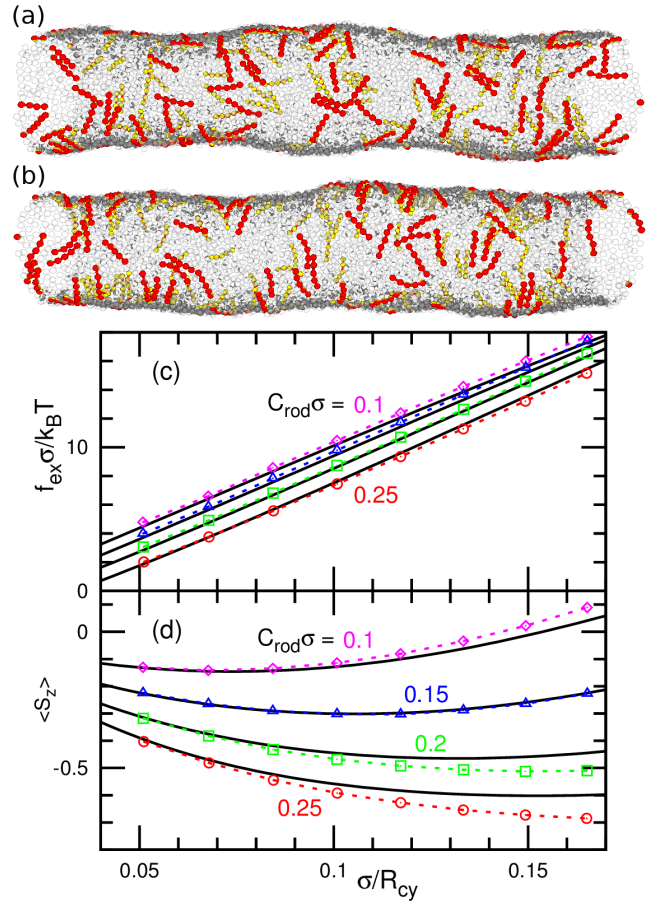 (a)
(b)
(c)
C_rodσ = 0.1
0.25
10
0
f_exσ/k_BT
(d)
C_rodσ = 0.1
0.15
0.2
0.25
0
-0.5
<S_z>
0.05
0.1
0.15
σ/R_cy